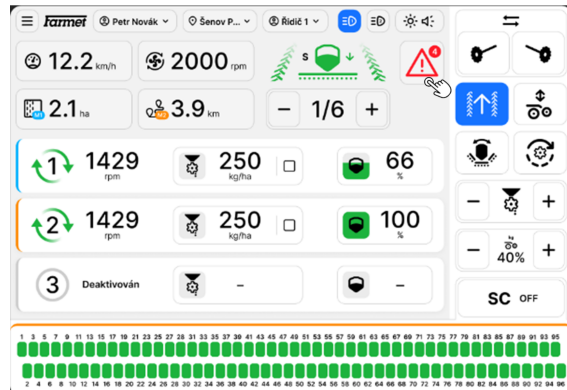 Farmet Petr Novák Šenov P... Řidič 1
12.2 km/h 2000 rpm S 4
2.1 ha M1 3.9 km M2 − 1/6 +
1 1429 rpm 250 kg/ha 66 %
2 1429 rpm 250 kg/ha 100 %
3 Deaktivován – –
− +
− 40% +
SC OFF
1 3 5 7 9 11 13 15 17 19 21 23 25 27 28 31 33 35 37 39 41 43 45 47 49 51 53 55 57 59 61 63 65 67 69 71 73 75 77 79 81 83 85 87 89 91 93 95
2 4 6 8 10 12 14 16 18 20 22 24 26 28 30 32 34 36 38 40 42 44 46 48 50 52 54 56 58 60 62 64 66 68 70 72 74 76 78 80 82 84 86 88 90 92 94 96